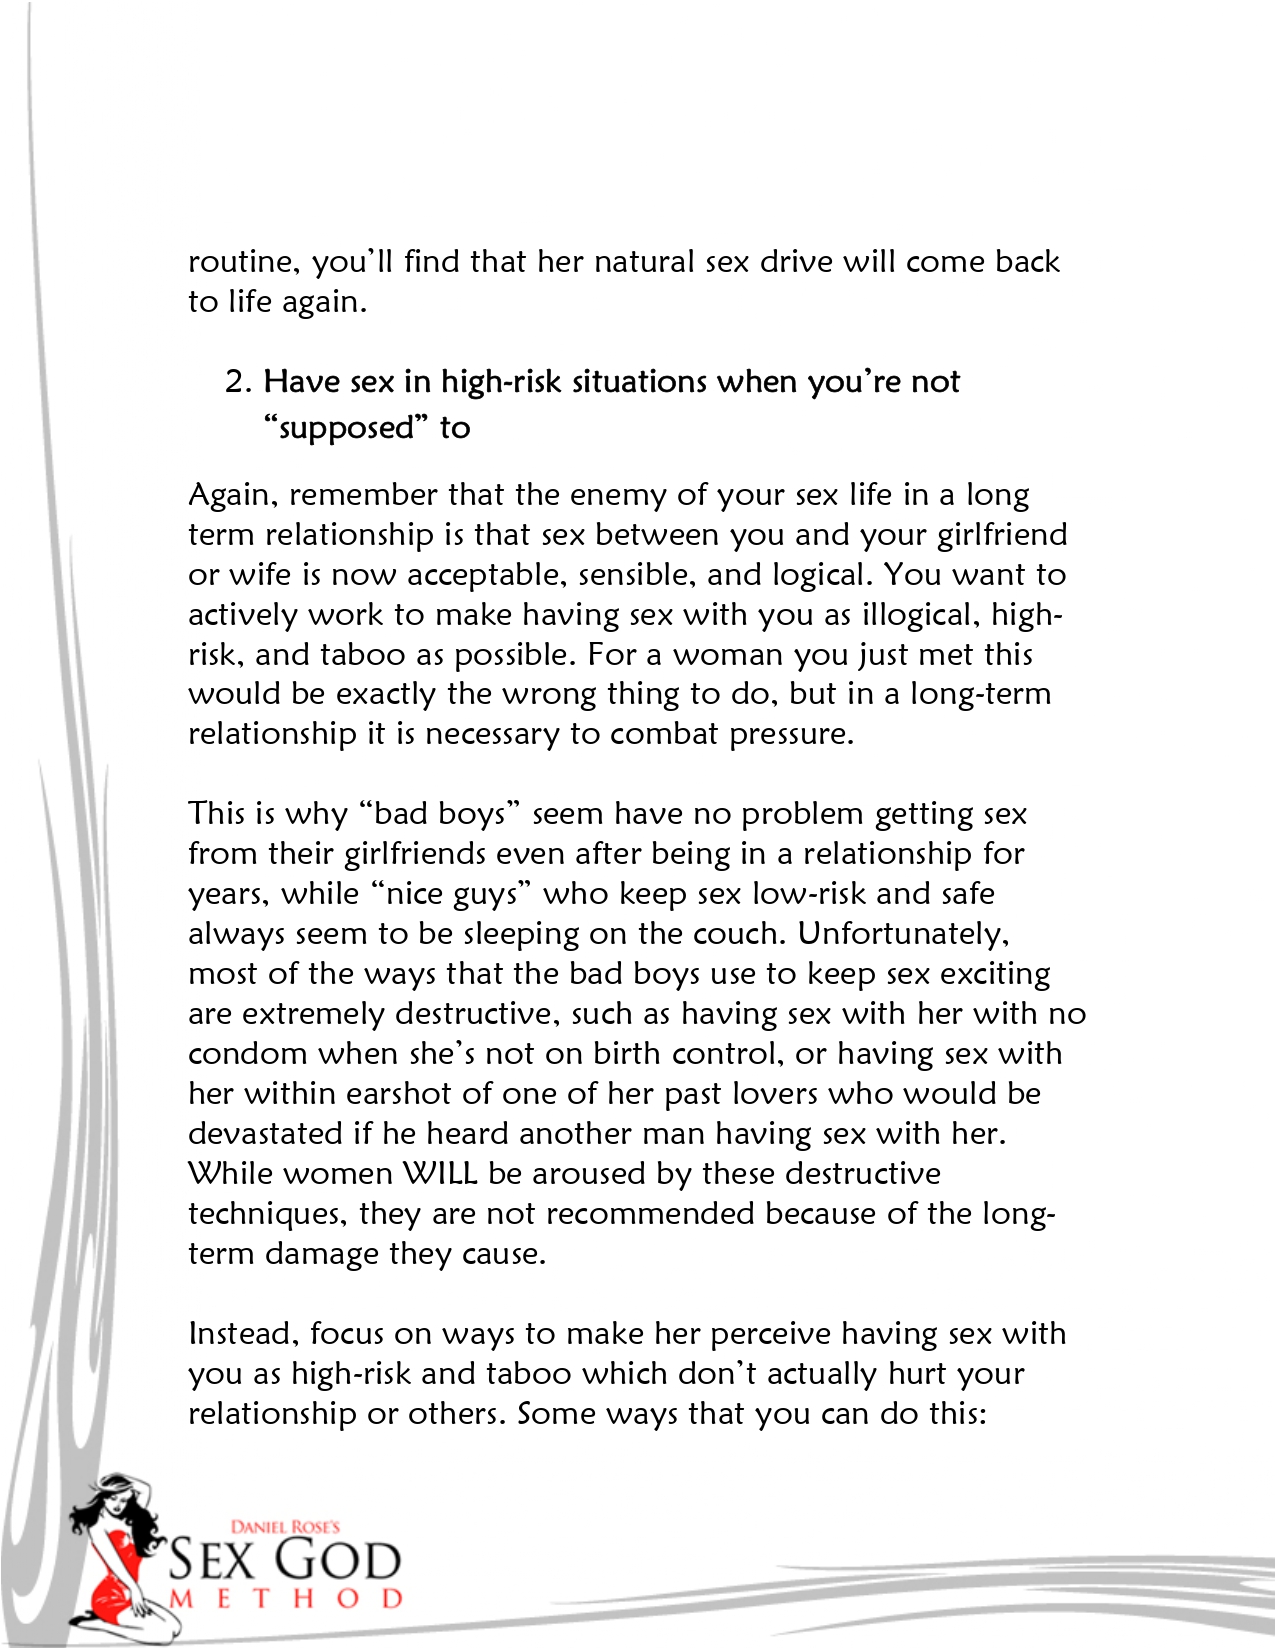 routine, you’ll find that her natural sex drive will come back
to life again.
2. Have sex in high-risk situations when you’re not
“supposed” to
Again, remember that the enemy of your sex life in a long
term relationship is that sex between you and your girlfriend
or wife is now acceptable, sensible, and logical. You want to
actively work to make having sex with you as illogical, high-
risk, and taboo as possible. For a woman you just met this
would be exactly the wrong thing to do, but in a long-term
relationship it is necessary to combat pressure.
This is why “bad boys” seem have no problem getting sex
from their girlfriends even after being in a relationship for
years, while “nice guys” who keep sex low-risk and safe
always seem to be sleeping on the couch. Unfortunately,
most of the ways that the bad boys use to keep sex exciting
are extremely destructive, such as having sex with her with no
condom when she’s not on birth control, or having sex with
her within earshot of one of her past lovers who would be
devastated if he heard another man having sex with her.
While women WILL be aroused by these destructive
techniques, they are not recommended because of the long-
term damage they cause.
Instead, focus on ways to make her perceive having sex with
you as high-risk and taboo which don’t actually hurt your
relationship or others. Some ways that you can do this:
DANIEL ROSE’S
SEX GOD
METHOD